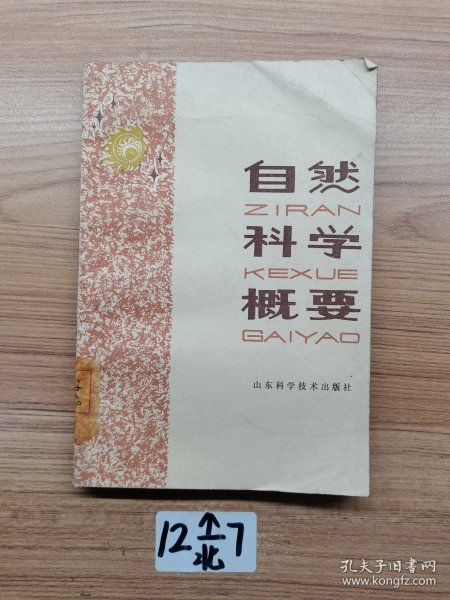 自然
ZIRAN
科学
KEXUE
概要
GAIYAO
山东科学技术出版社
12 ↑ 7
北
孔夫子旧书网
www.kongfz.com